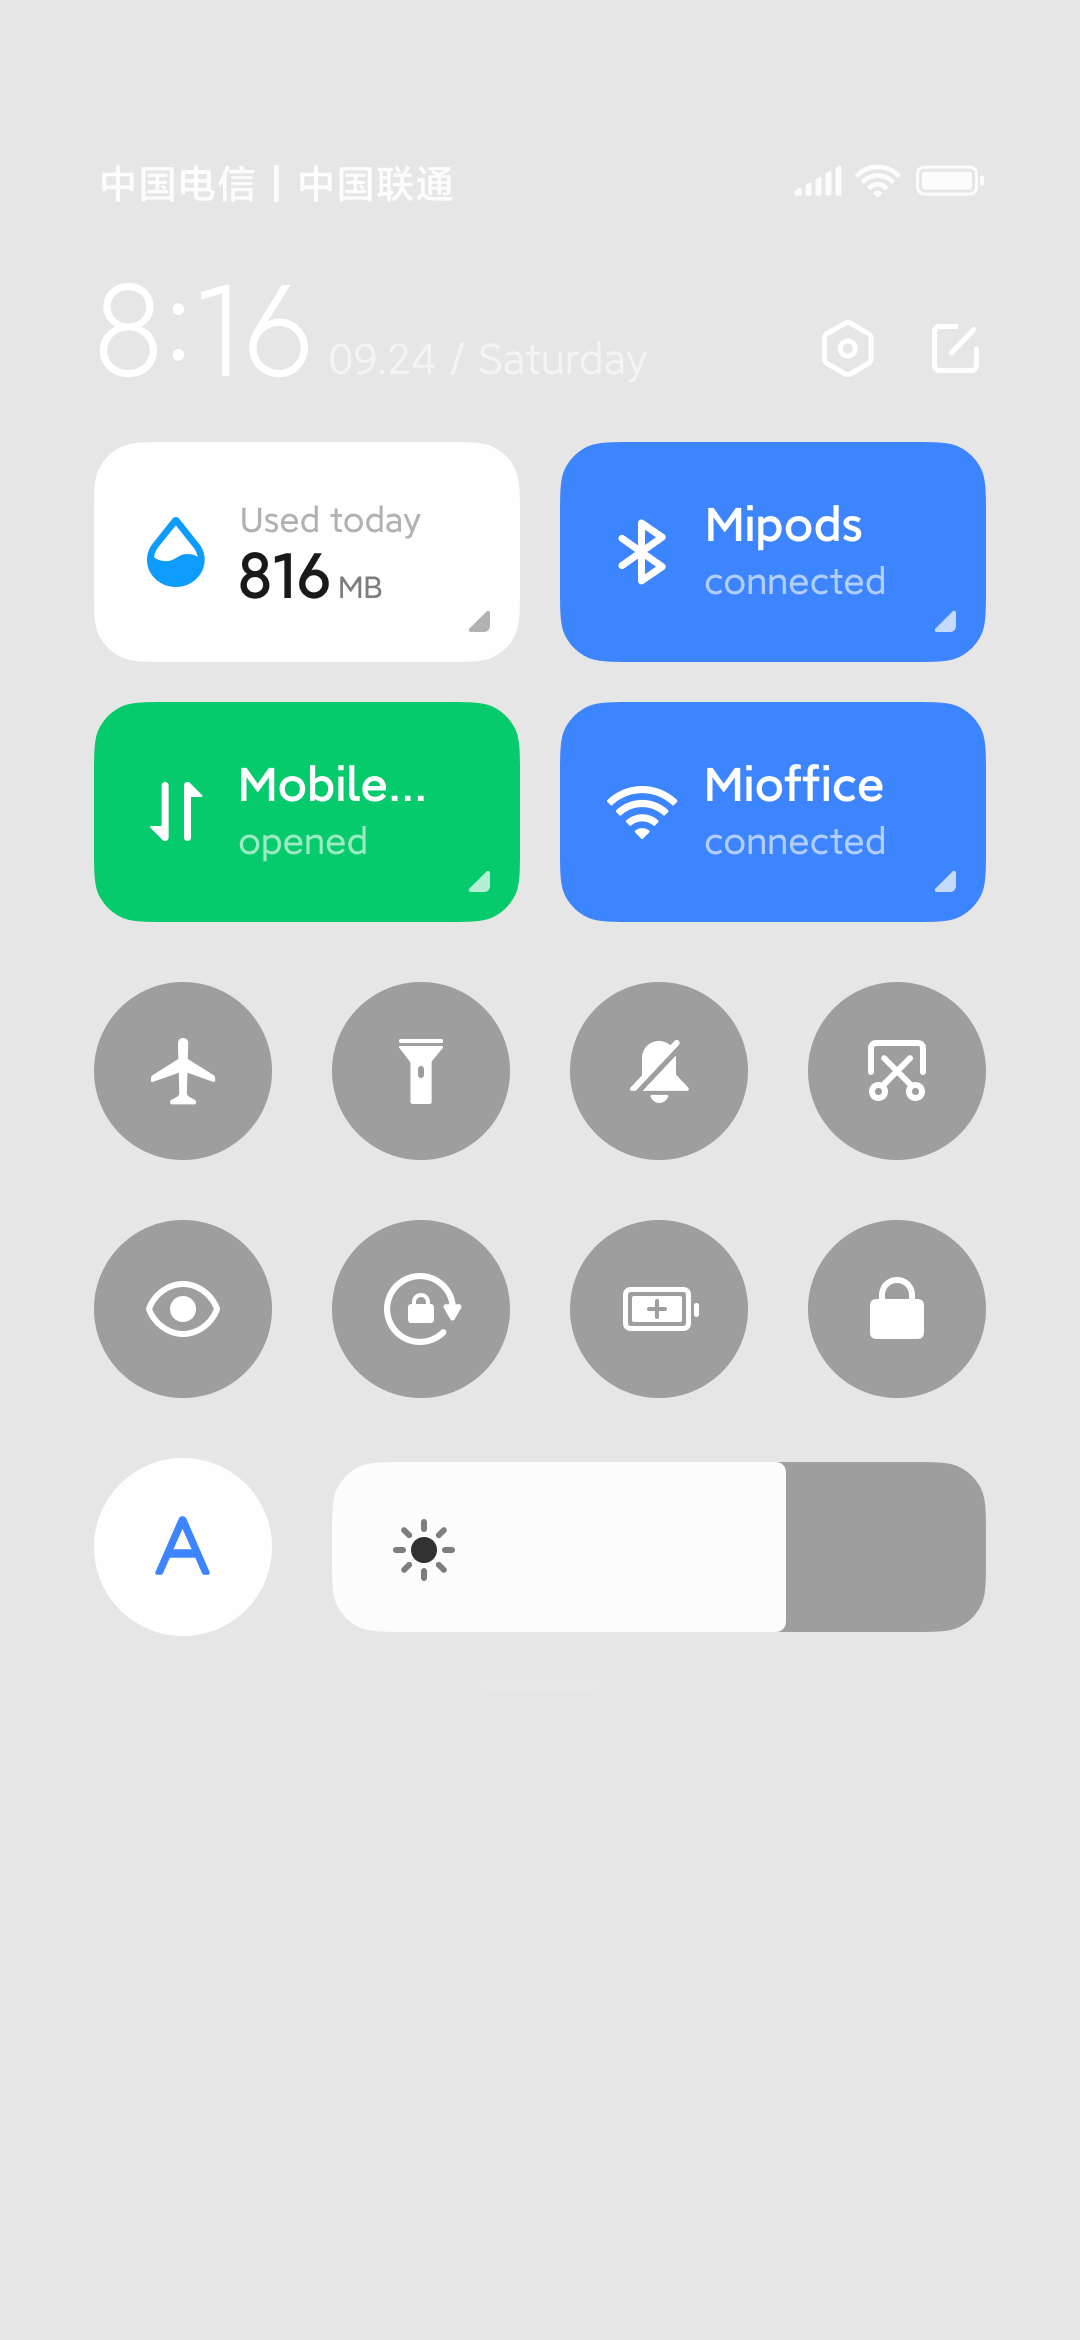 中国电信 | 中国联通
8:16 09.24 / Saturday
Used today
816 MB
Mipods
connected
Mobile...
opened
Mioffice
connected
A